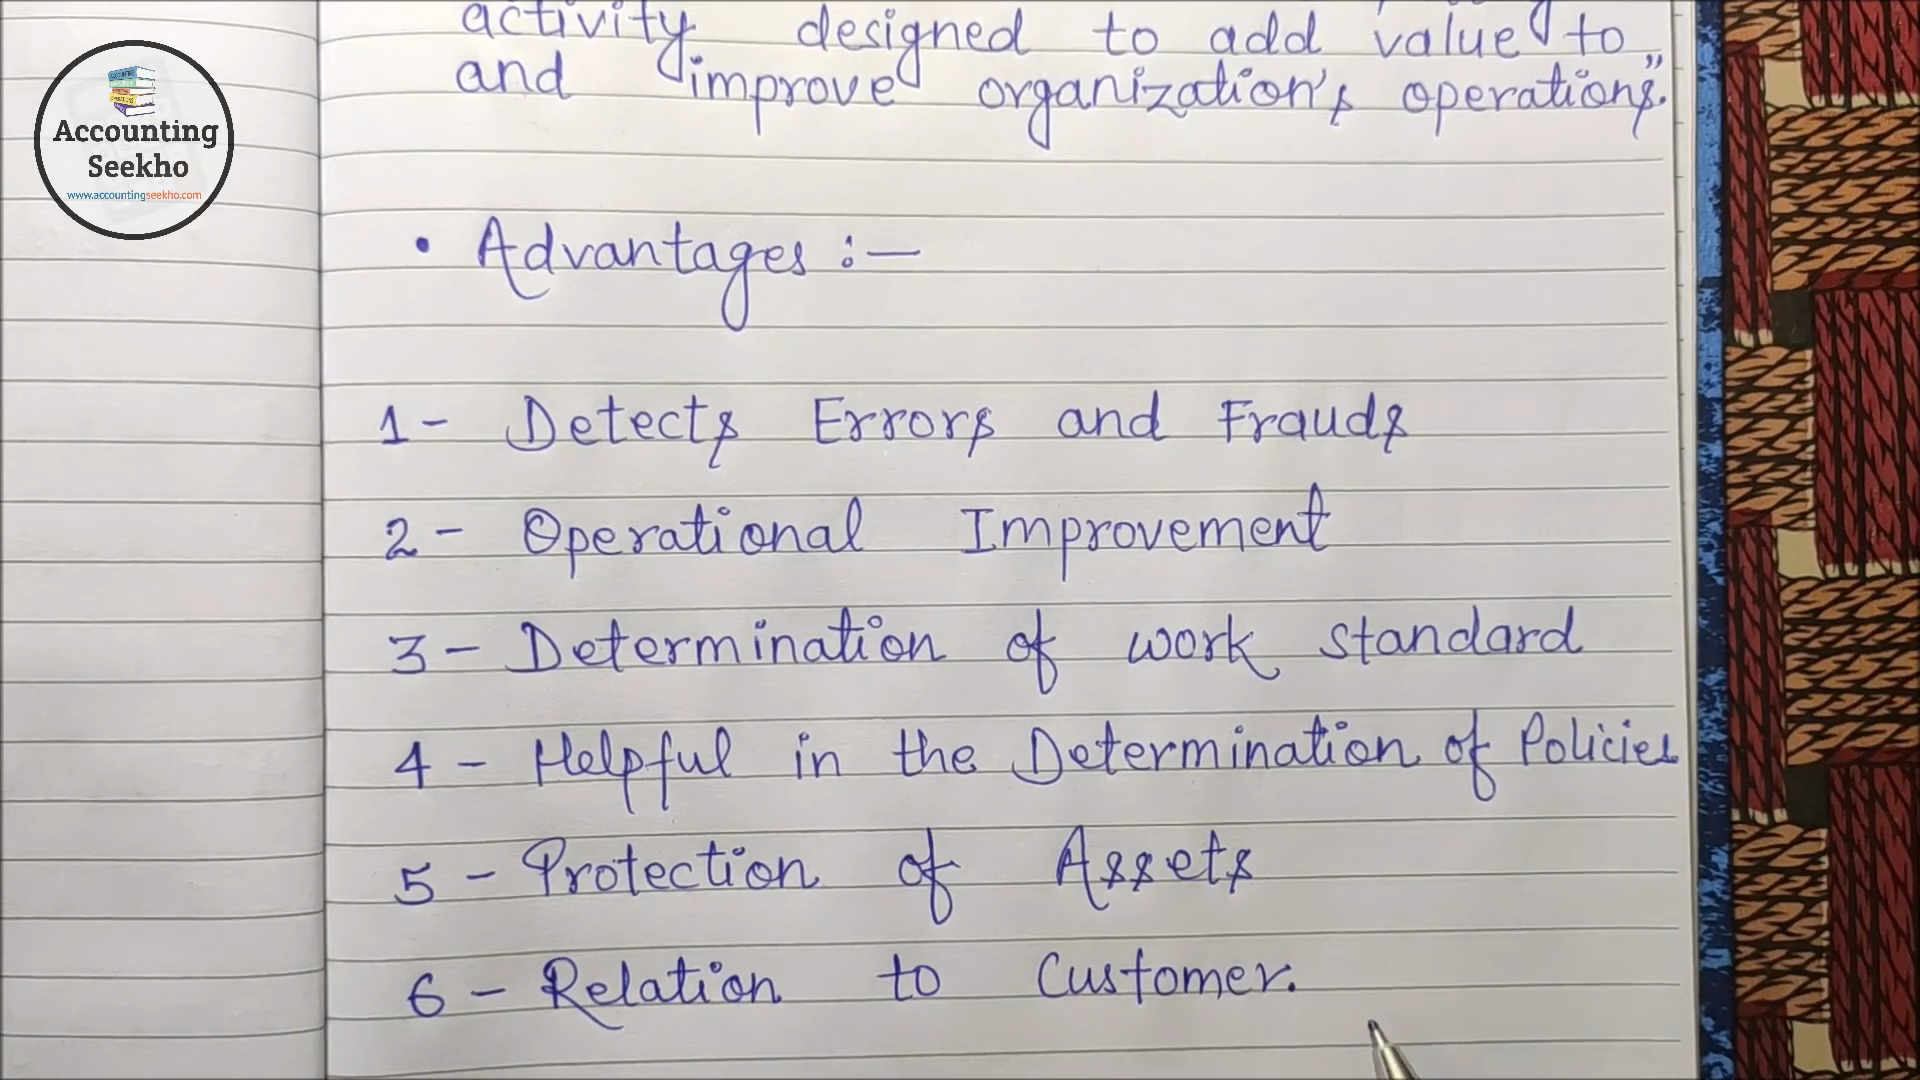 activity designed to add value to
and improve organization's operations."
Accounting
Seekho
www.accountingseekho.com
• Advantages :-
1- Detects Errors and Frauds
2- Operational Improvement
3- Determination of work standard
4- Helpful in the Determination of Policies
5- Protection of Assets
6- Relation to Customer.